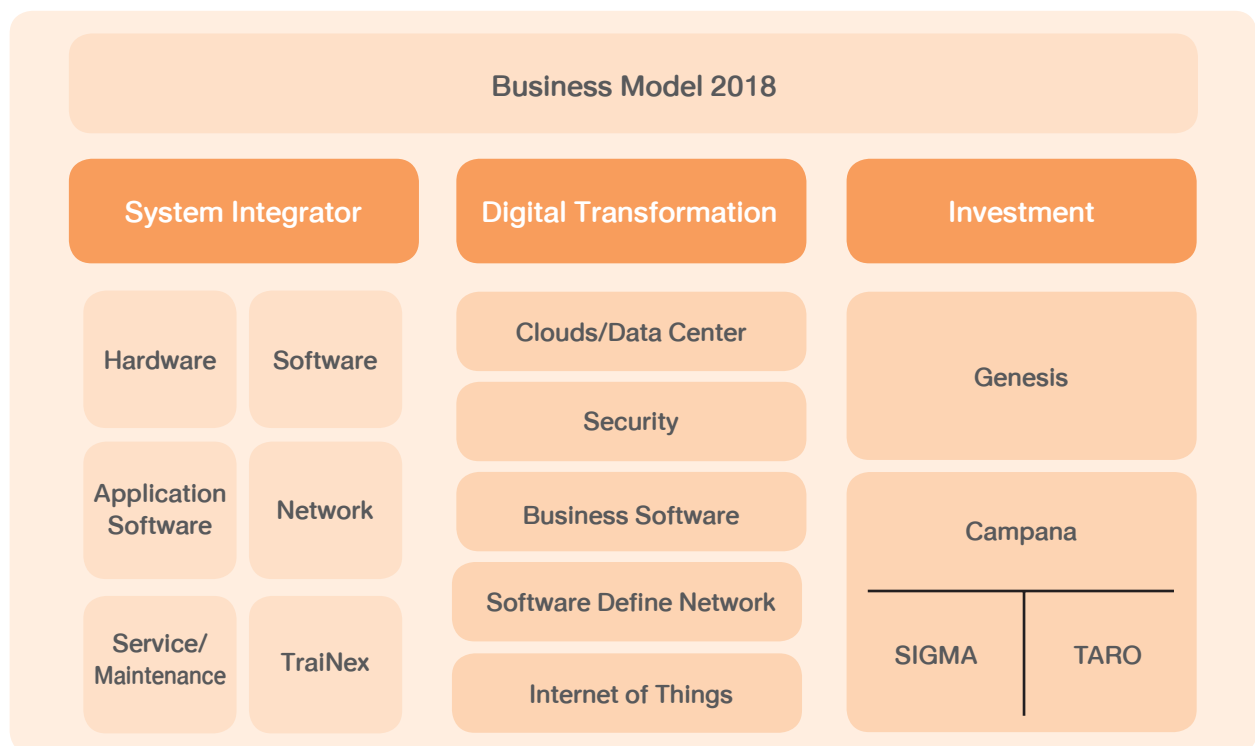 Business Model 2018
System Integrator
Hardware
Software
Application
Software
Network
Service/
Maintenance
TraiNex
Digital Transformation
Clouds/Data Center
Security
Business Software
Software Define Network
Internet of Things
Investment
Genesis
Campana
SIGMA
TARO